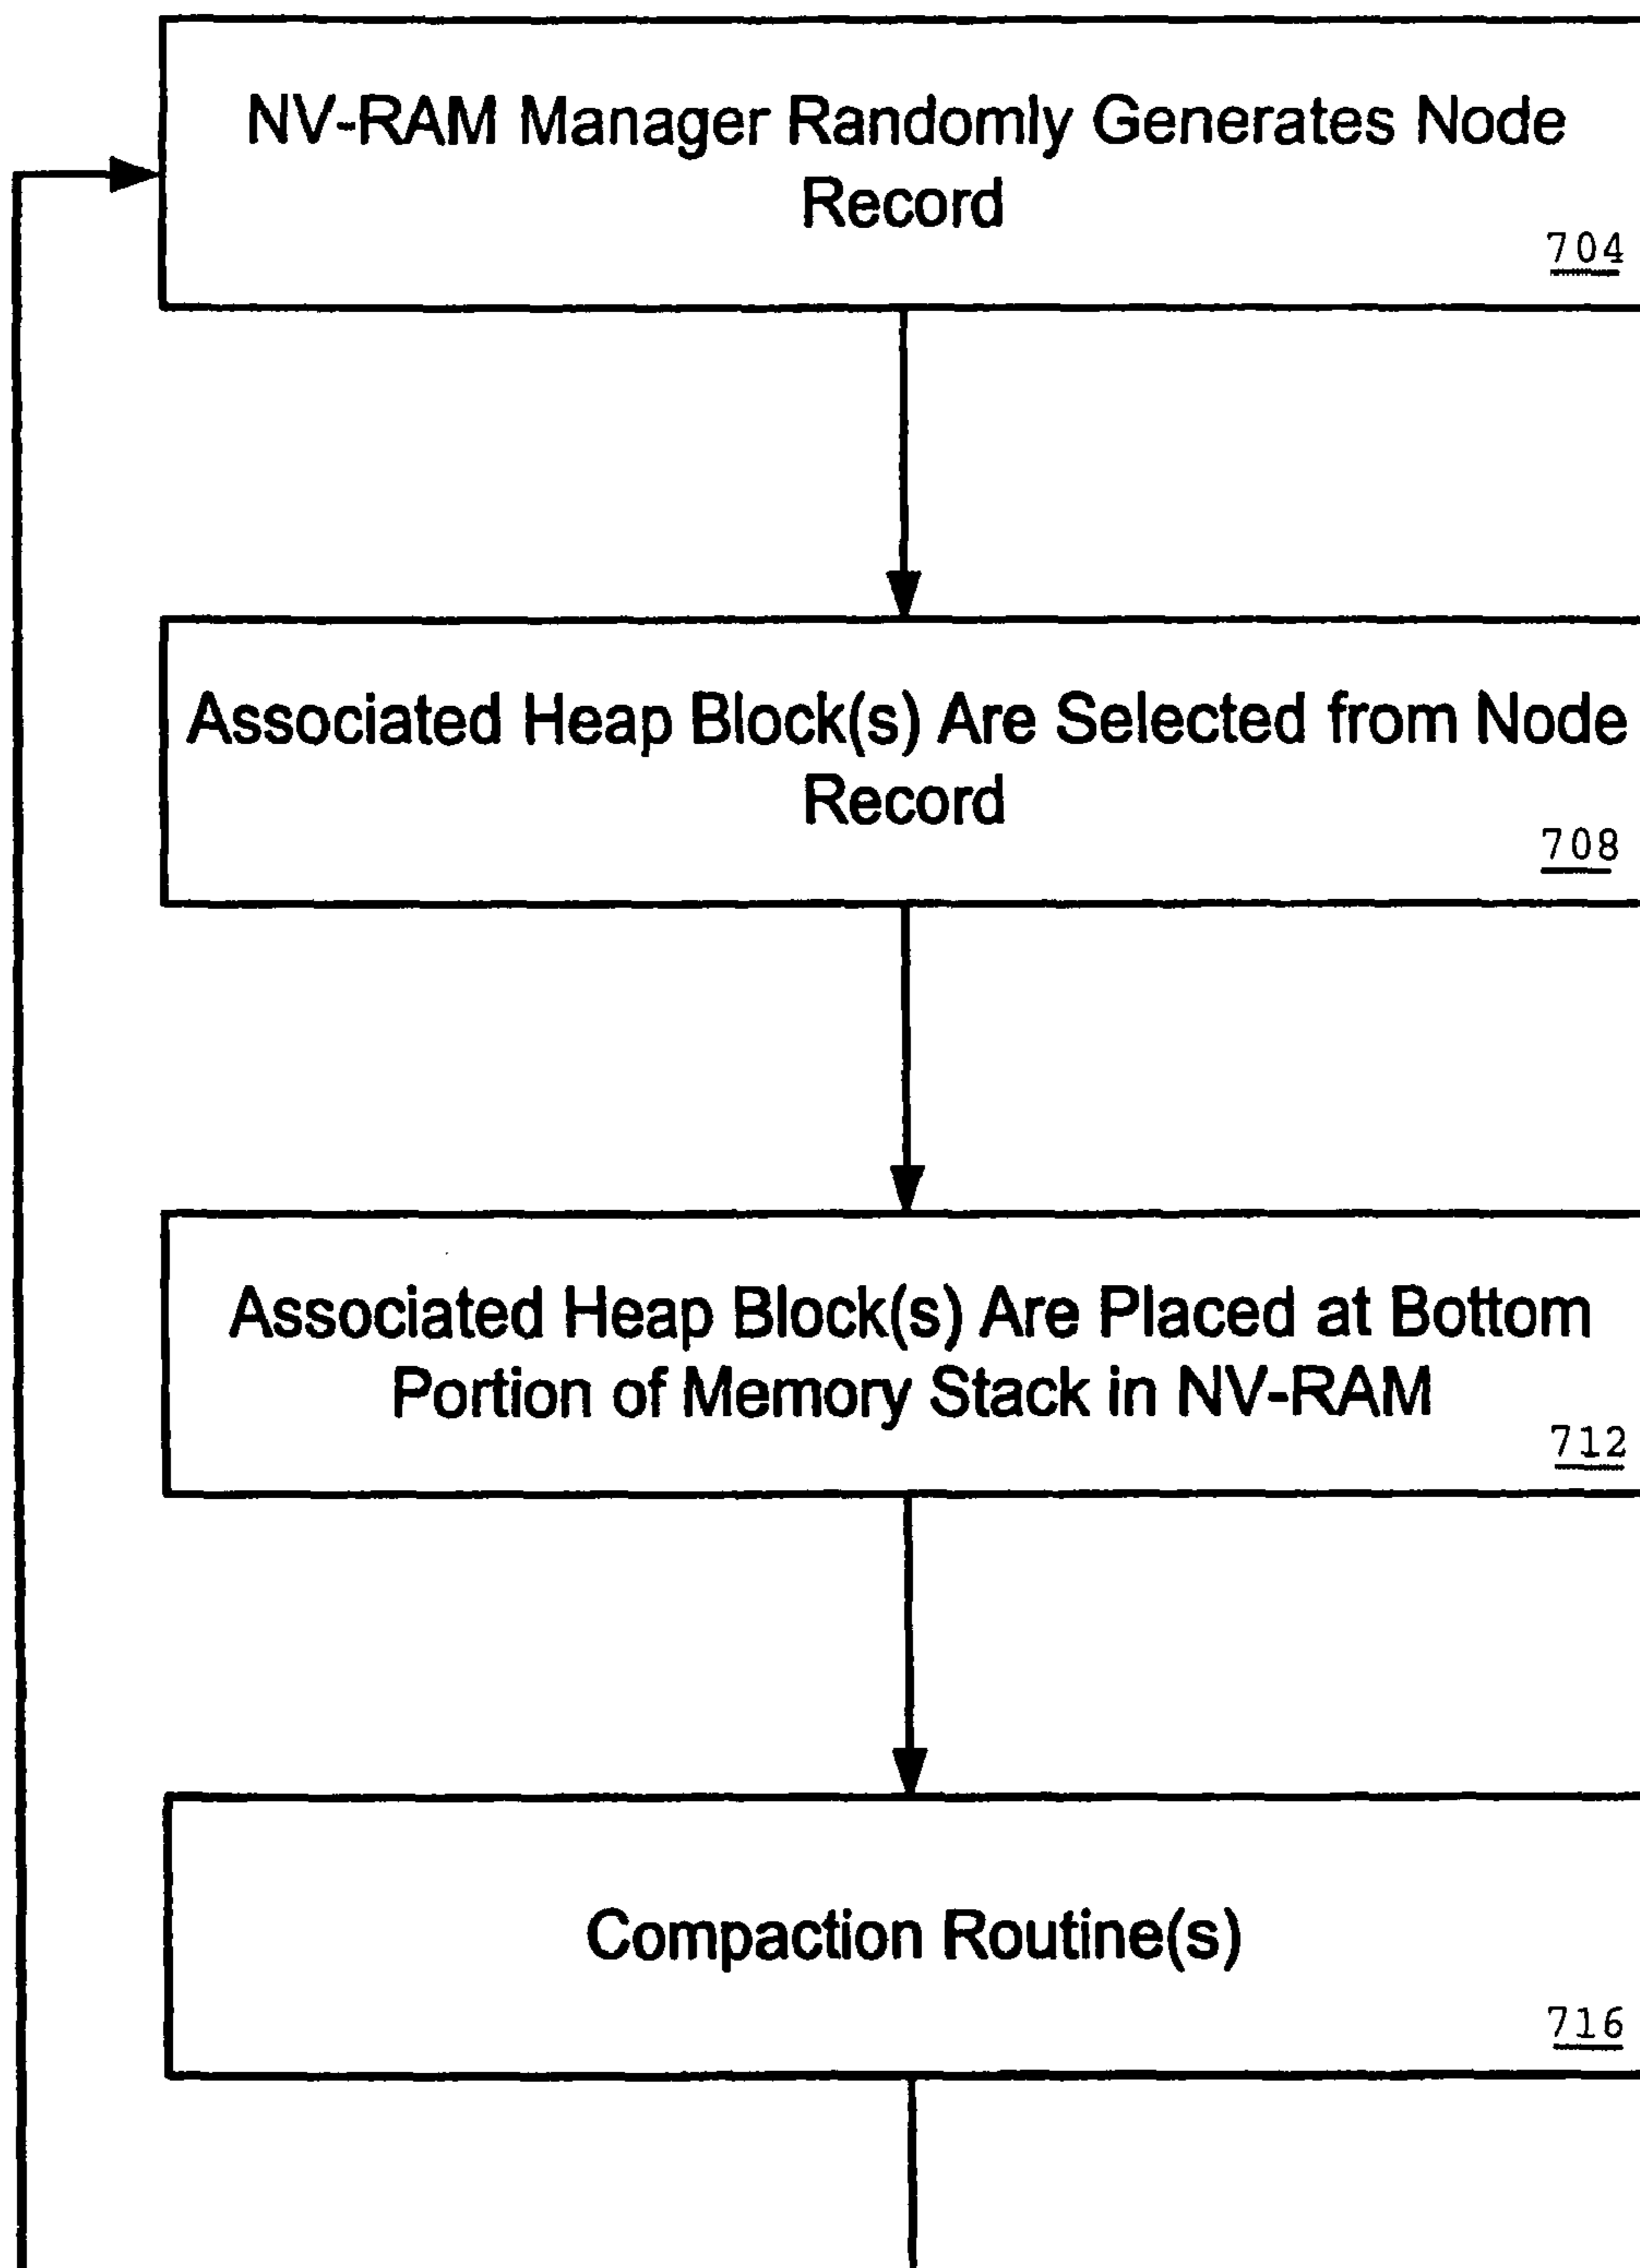 NV-RAM Manager Randomly Generates Node
Record
704
Associated Heap Block(s) Are Selected from Node
Record
708
Associated Heap Block(s) Are Placed at Bottom
Portion of Memory Stack in NV-RAM
712
Compaction Routine(s)
716